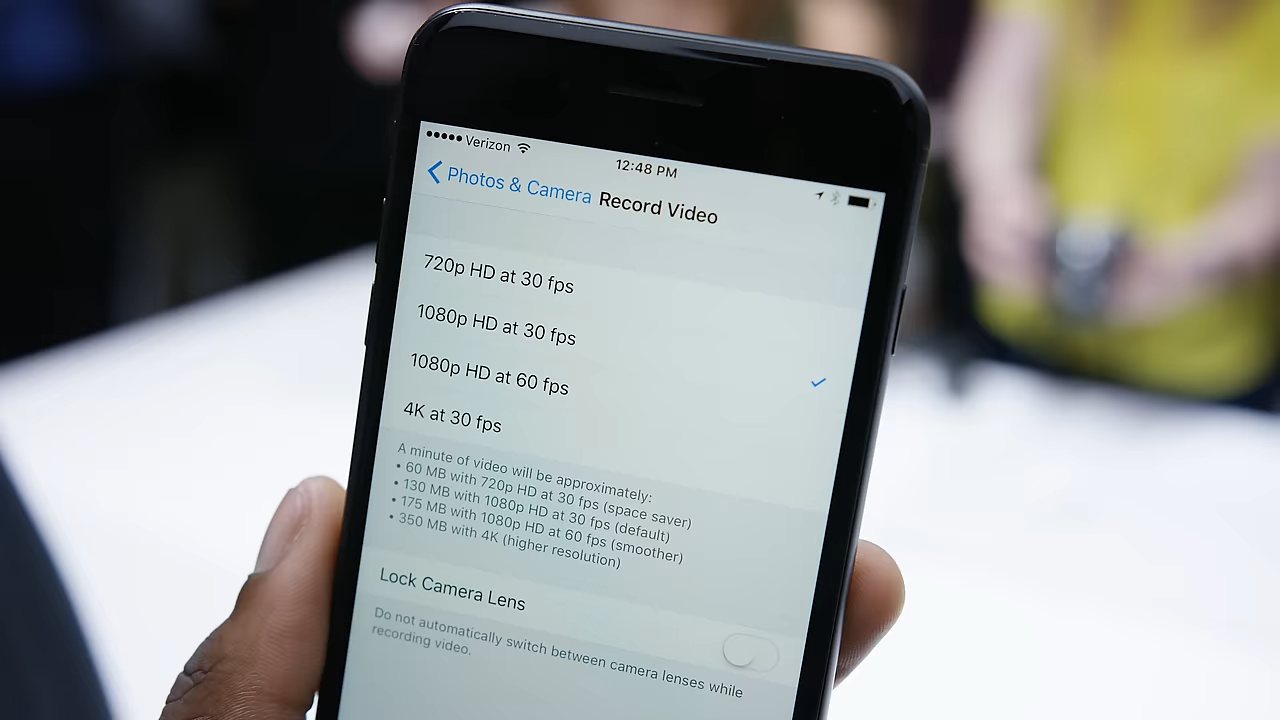 ●●●●● Verizon
12:48 PM
Photos & Camera Record Video
720p HD at 30 fps
1080p HD at 30 fps
1080p HD at 60 fps
4K at 30 fps
A minute of video will be approximately:
• 60 MB with 720p HD at 30 fps (space saver)
• 130 MB with 1080p HD at 30 fps (default)
• 175 MB with 1080p HD at 60 fps (smoother)
• 350 MB with 4K (higher resolution)
Lock Camera Lens
Do not automatically switch between camera lenses while
recording video.